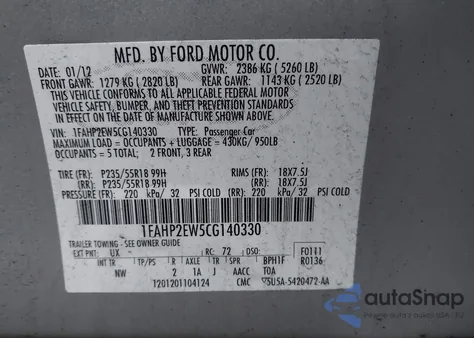 MFD. BY FORD MOTOR CO.
DATE: 01/12 GVWR: 2386 KG (5260 LB)
FRONT GAWR: 1279 KG (2820 LB) REAR GAWR: 1143 KG (2520 LB)
THIS VEHICLE CONFORMS TO ALL APPLICABLE FEDERAL MOTOR
VEHICLE SAFETY, BUMPER, AND THEFT PREVENTION STANDARDS
IN EFFECT ON THE DATE OF MANUFACTURE SHOWN ABOVE.
VEHICLE: 1FAHP2EW5CG140330 TYPE: Passenger Car
MAXIMUM LOAD = OCCUPANTS + LUGGAGE = 430KG/ 950LB
OCCUPANTS = 5 TOTAL: 2 FRONT, 3 REAR
TIRE (FR): P235/55R18 99H RIMS (FR): 18X7.5J
(RR): P235/55R18 99H (RR): 18X7.5J
PRESSURE (FR): 220 kPa/ 32 PSI COLD (RR): 220 kPa/ 32 PSI COLD
1FAHP2EW5CG140330
TRAILER TOWING - SEE OWNER GUIDE
EXT PNT: UX RC: 72 DSO: F0111
INT TR TP/PS R AXLE TR SPR BPH1F R0136
NW 2 1A J AACC TOA
T201201104124 CMC 5U5A-5420472-AA
autoSnap